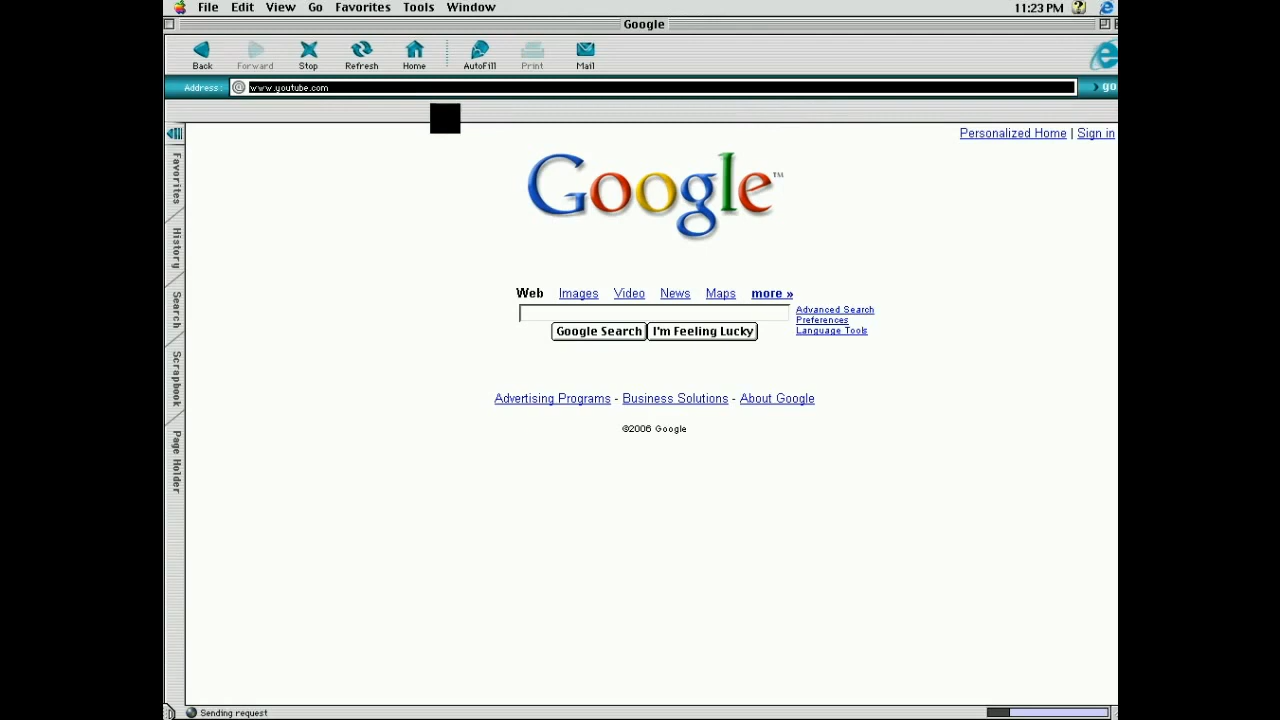 File Edit View Go Favorites Tools Window 11:23 PM
Google
Back Forward Stop Refresh Home AutoFill Print Mail
Address: @ www.youtube.com go
Personalized Home | Sign in
Google™
Web Images Video News Maps more »
Advanced Search
Preferences
Language Tools
Google Search I'm Feeling Lucky
Favorites
History
Search
Scrapbook
Page Holder
Advertising Programs - Business Solutions - About Google
©2006 Google
Sending request